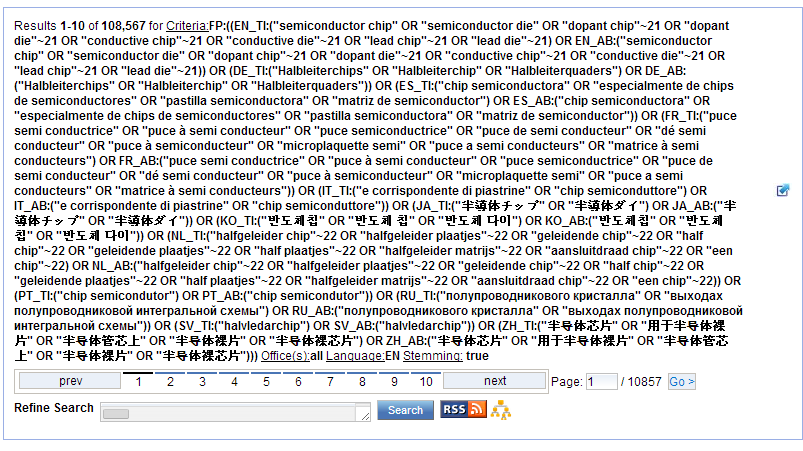 Results 1-10 of 108,567 for Criteria:FP:((EN_TI:("semiconductor chip" OR "semiconductor die" OR "dopant chip"~21 OR "dopant
die"~21 OR "conductive chip"~21 OR "conductive die"~21 OR "lead chip"~21 OR "lead die"~21) OR EN_AB:("semiconductor
chip" OR "semiconductor die" OR "dopant chip"~21 OR "dopant die"~21 OR "conductive chip"~21 OR "conductive die"~21 OR
"lead chip"~21 OR "lead die"~21)) OR (DE_TI:("Halbleiterchips" OR "Halbleiterchip" OR "Halbleiterquaders") OR DE_AB:
("Halbleiterchips" OR "Halbleiterchip" OR "Halbleiterquaders")) OR (ES_TI:("chip semiconductora" OR "especialmente de chips
de semiconductores" OR "pastilla semiconductora" OR "matriz de semiconductor") OR ES_AB:("chip semiconductora" OR
"especialmente de chips de semiconductores" OR "pastilla semiconductora" OR "matriz de semiconductor")) OR (FR_TI:("puce
semi conductrice" OR "puce à semi conducteur" OR "puce semiconductrice" OR "puce de semi conducteur" OR "dé semi
conducteur" OR "puce à semiconducteur" OR "microplaquette semi" OR "puce a semi conducteurs" OR "matrice à semi
conducteurs") OR FR_AB:("puce semi conductrice" OR "puce à semi conducteur" OR "puce semiconductrice" OR "puce de
semi conducteur" OR "dé semi conducteur" OR "puce à semiconducteur" OR "microplaquette semi" OR "puce a semi
conducteurs" OR "matrice à semi conducteurs")) OR (IT_TI:("e corrispondente di piastrine" OR "chip semiconduttore") OR
IT_AB:("e corrispondente di piastrine" OR "chip semiconduttore")) OR (JA_TI:("半導体チップ" OR "半導体ダイ") OR JA_AB:("半
導体チップ" OR "半導体ダイ")) OR (KO_TI:("반도체칩" OR "반도체 칩" OR "반도체 다이") OR KO_AB:("반도체칩" OR "반도체
칩" OR "반도체 다이")) OR (NL_TI:("halfgeleider chip"~22 OR "halfgeleider plaatjes"~22 OR "geleidende chip"~22 OR "half
chip"~22 OR "geleidende plaatjes"~22 OR "half plaatjes"~22 OR "halfgeleider matrijs"~22 OR "aansluitdraad chip"~22 OR "een
chip"~22) OR NL_AB:("halfgeleider chip"~22 OR "halfgeleider plaatjes"~22 OR "geleidende chip"~22 OR "half chip"~22 OR
"geleidende plaatjes"~22 OR "half plaatjes"~22 OR "halfgeleider matrijs"~22 OR "aansluitdraad chip"~22 OR "een chip"~22)) OR
(PT_TI:("chip semicondutor") OR PT_AB:("chip semicondutor")) OR (RU_TI:("полупроводникового кристалла" OR "выходах
полупроводниковой интегральной схемы") OR RU_AB:("полупроводникового кристалла" OR "выходах полупроводниковой
интегральной схемы")) OR (SV_TI:("halvledarchip") OR SV_AB:("halvledarchip")) OR (ZH_TI:("半导体芯片" OR "用于半导体裸
片" OR "半导体管芯上" OR "半导体裸片" OR "半导体裸芯片") OR ZH_AB:("半导体芯片" OR "用于半导体裸片" OR "半导体管芯
上" OR "半导体裸片" OR "半导体裸芯片"))) Office(s):all Language:EN Stemming: true
prev 1 2 3 4 5 6 7 8 9 10 next Page: 1 / 10857 Go >
Refine Search Search RSS